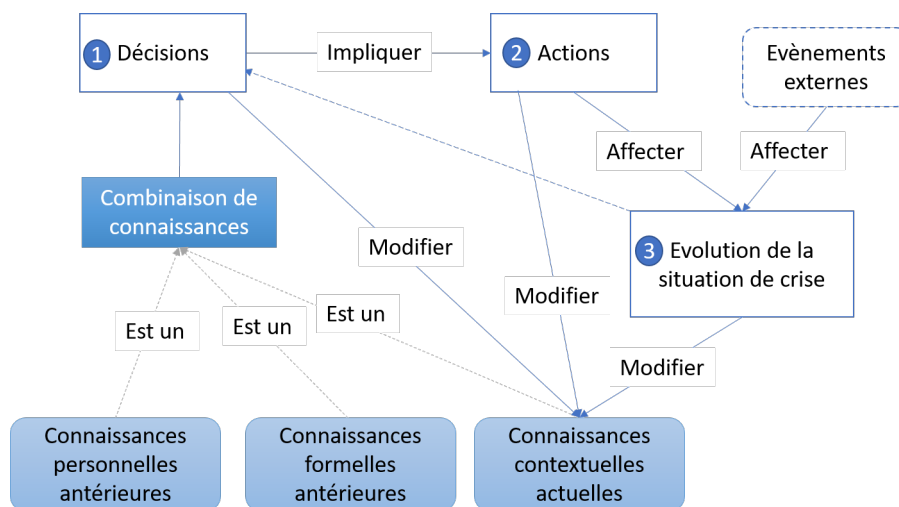 1 Décisions
Impliquer
2 Actions
Evènements
externes
Affecter
Affecter
Combinaison de
connaissances
Modifier
3 Evolution de la
situation de crise
Modifier
Est un
Est un
Est un
Modifier
Connaissances
personnelles
antérieures
Connaissances
formelles
antérieures
Connaissances
contextuelles
actuelles